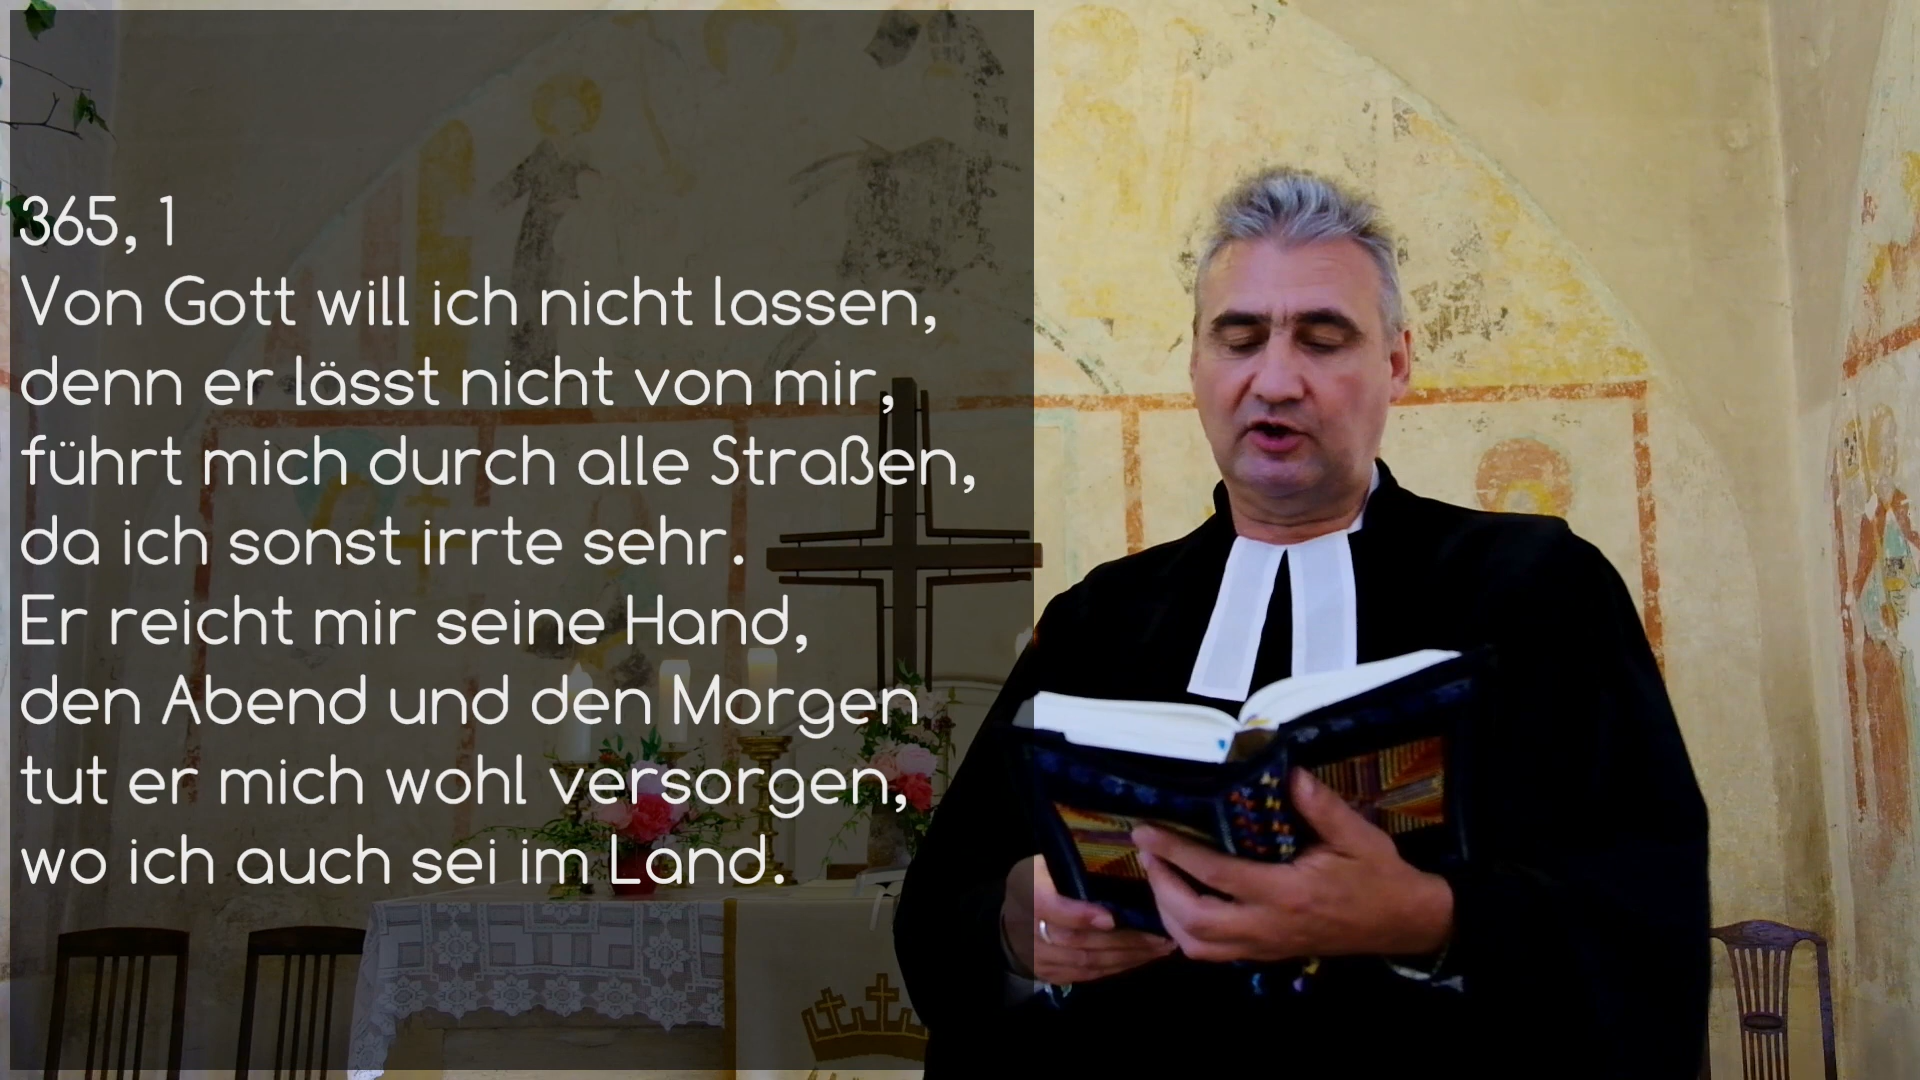 365, 1
Von Gott will ich nicht lassen,
denn er lässt nicht von mir,
führt mich durch alle Straßen,
da ich sonst irrte sehr.
Er reicht mir seine Hand,
den Abend und den Morgen
tut er mich wohl versorgen,
wo ich auch sei im Land.